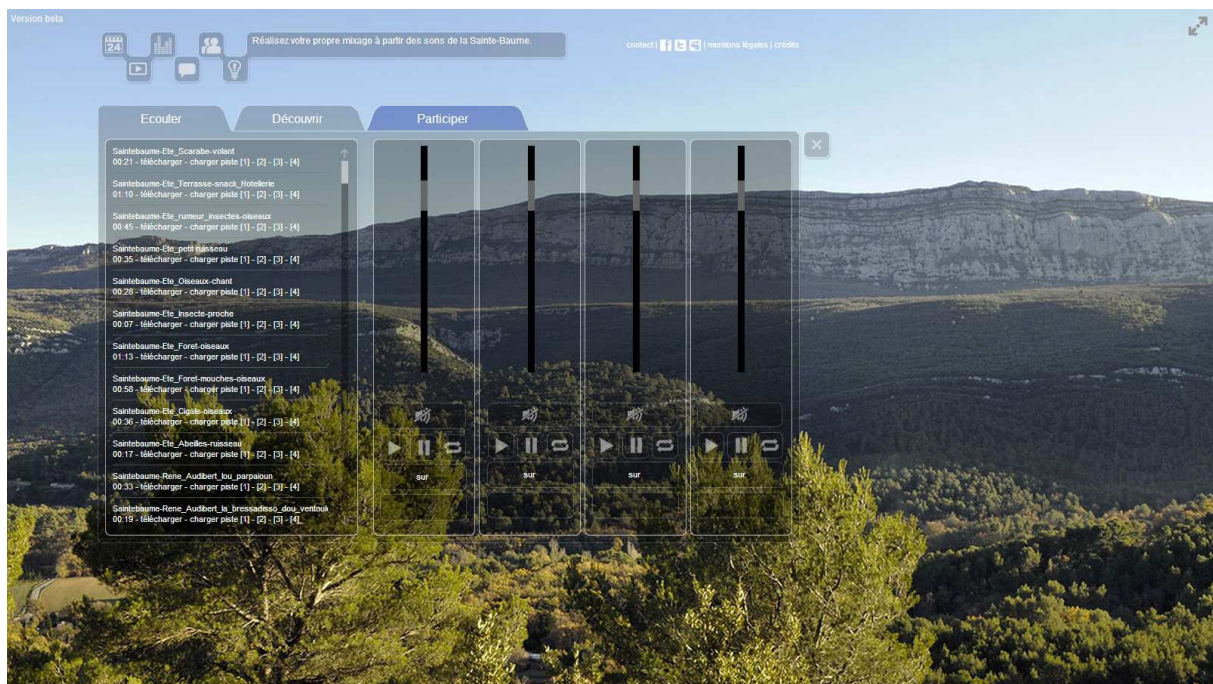 Version beta
24
Réalisez votre propre mixage à partir des sons de la Sainte-Baume.
contact | | mentions légales | crédits
Ecouter
Découvrir
Participer
Saintebaume-Ete_Scarabe-volant
00:21 - télécharger - charger piste [1] - [2] - [3] - [4]
Saintebaume-Ete_Terrasse-snack_Hotellerie
01:10 - télécharger - charger piste [1] - [2] - [3] - [4]
Saintebaume-Ete_rumeur_insectes-oiseaux
00:45 - télécharger - charger piste [1] - [2] - [3] - [4]
Saintebaume-Ete_petit-ruisseau
00:35 - télécharger - charger piste [1] - [2] - [3] - [4]
Saintebaume-Ete_Oiseaux-chant
00:28 - télécharger - charger piste [1] - [2] - [3] - [4]
Saintebaume-Ete_Insecte-proche
00:07 - télécharger - charger piste [1] - [2] - [3] - [4]
Saintebaume-Ete_Foret-oiseaux
01:13 - télécharger - charger piste [1] - [2] - [3] - [4]
Saintebaume-Ete_Foret-mouches-oiseaux
00:58 - télécharger - charger piste [1] - [2] - [3] - [4]
Saintebaume-Ete_Cigale-oiseaux
00:36 - télécharger - charger piste [1] - [2] - [3] - [4]
Saintebaume-Ete_Abeilles-ruisseau
00:17 - télécharger - charger piste [1] - [2] - [3] - [4]
Saintebaume-Rene_Audibert_lou_parpaioun
00:33 - télécharger - charger piste [1] - [2] - [3] - [4]
Saintebaume-Rene_Audibert_la_bressadisso_dou_ventoul
00:19 - télécharger - charger piste [1] - [2] - [3] - [4]
sur
sur
sur
sur